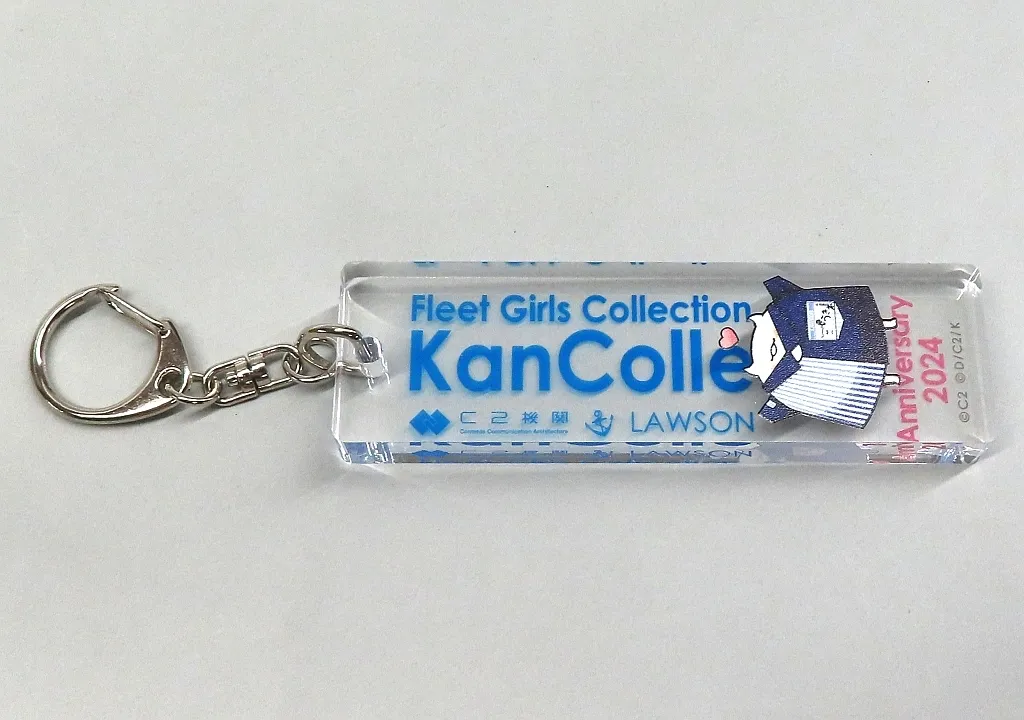 Fleet Girls Collection
KanColle
C2機関
LAWSON
Anniversary
2024
©C2 ©D/C2/K